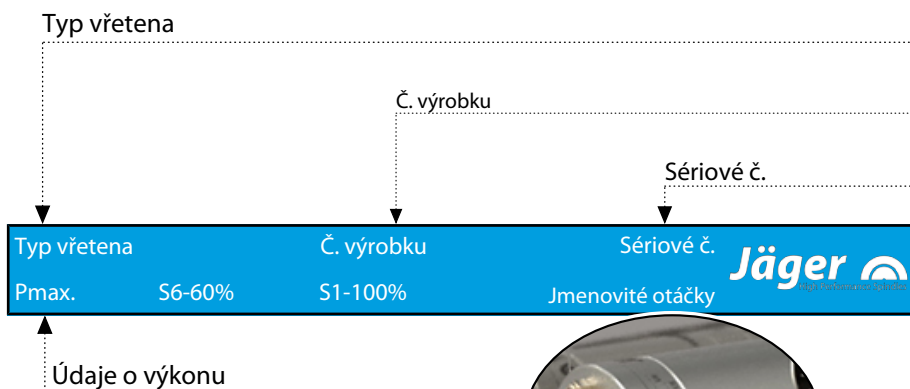 Typ vřetena
Č. výrobku
Sériové č.
Typ vřetena Č. výrobku Sériové č.
Jäger
Pmax. S6-60% S1-100% Jmenovité otáčky
Údaje o výkonu